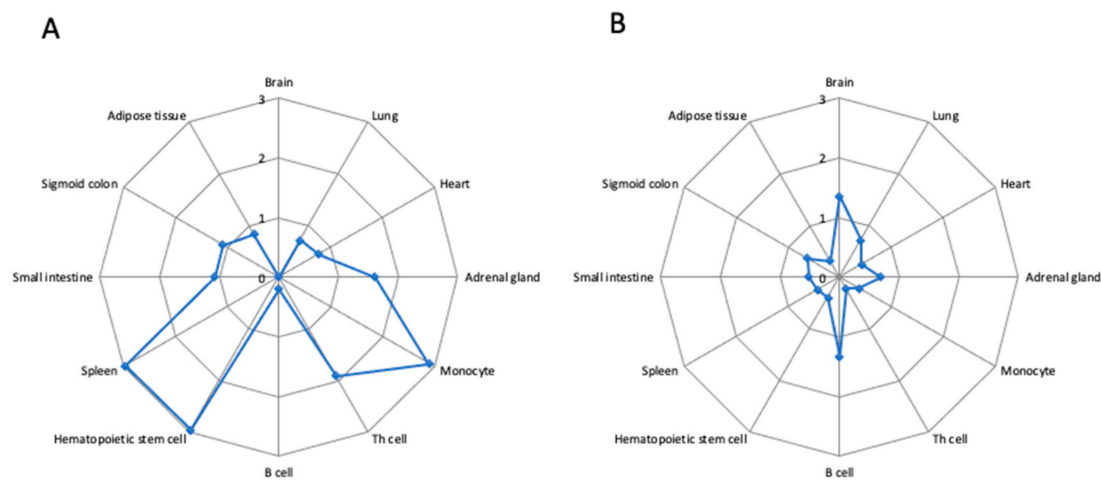 A
Brain
3
Adipose tissue
Lung
2
Sigmoid colon
Heart
1
Small intestine
0
Adrenal gland
Spleen
Monocyte
Hematopoietic stem cell
Th cell
B cell
B
Brain
3
Adipose tissue
Lung
2
Sigmoid colon
Heart
1
Small intestine
0
Adrenal gland
Spleen
Monocyte
Hematopoietic stem cell
Th cell
B cell